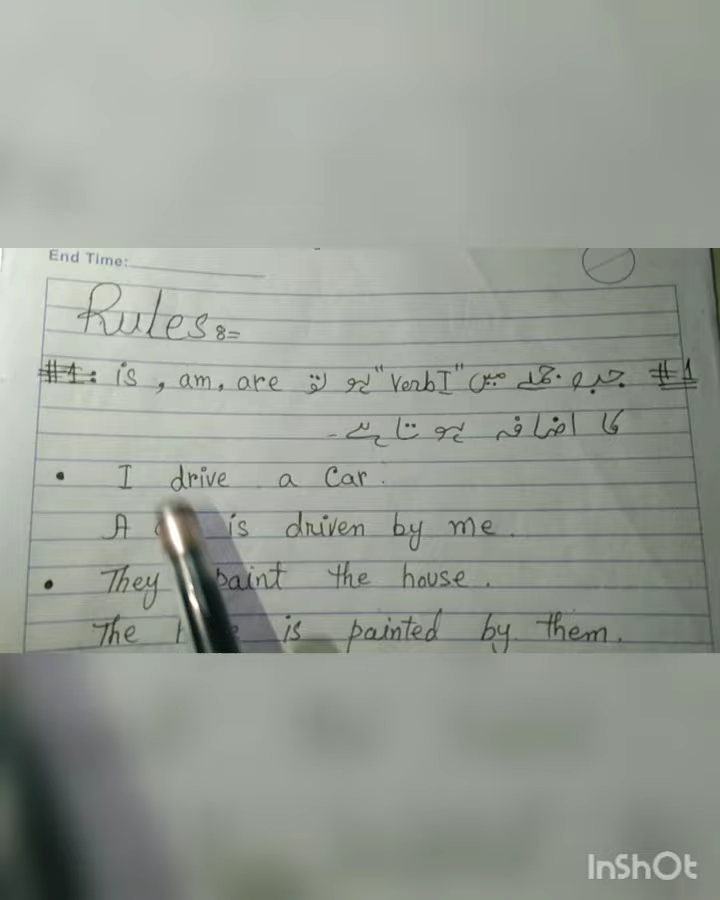 End Time:
Rules :=
#1 جب جملے میں "Verb I" ہو تو is, am, are #1:
کا اضافہ ہوتا ہے-
• I drive a Car.
A is driven by me.
• They paint the house.
The is painted by them.
InShOt